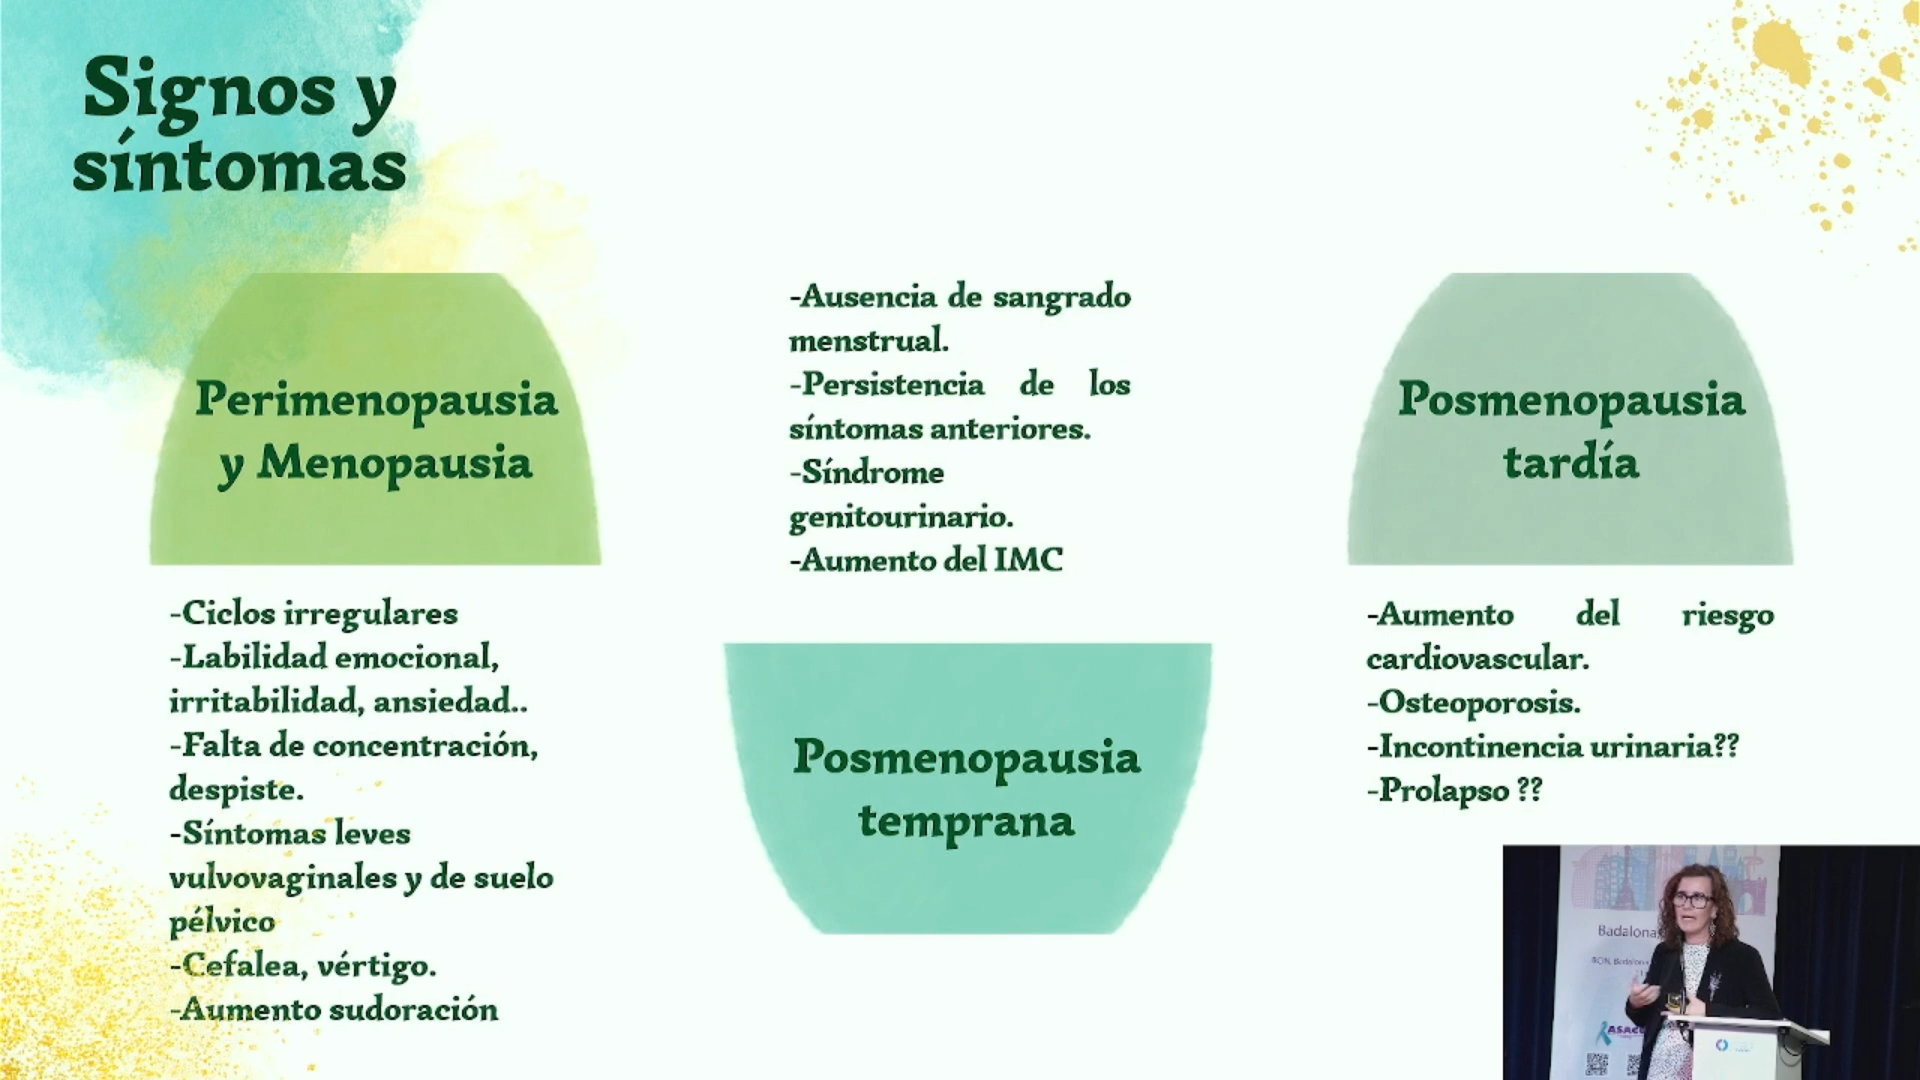 Signos y
síntomas
Perimenopausia
y Menopausia
-Ciclos irregulares
-Labilidad emocional,
irritabilidad, ansiedad..
-Falta de concentración,
despiste.
-Síntomas leves
vulvovaginales y de suelo
pélvico
-Cefalea, vértigo.
-Aumento sudoración
-Ausencia de sangrado
menstrual.
-Persistencia de los
síntomas anteriores.
-Síndrome
genitourinario.
-Aumento del IMC
Posmenopausia
temprana
Posmenopausia
tardía
-Aumento del riesgo
cardiovascular.
-Osteoporosis.
-Incontinencia urinaria??
-Prolapso ??
Badalona,